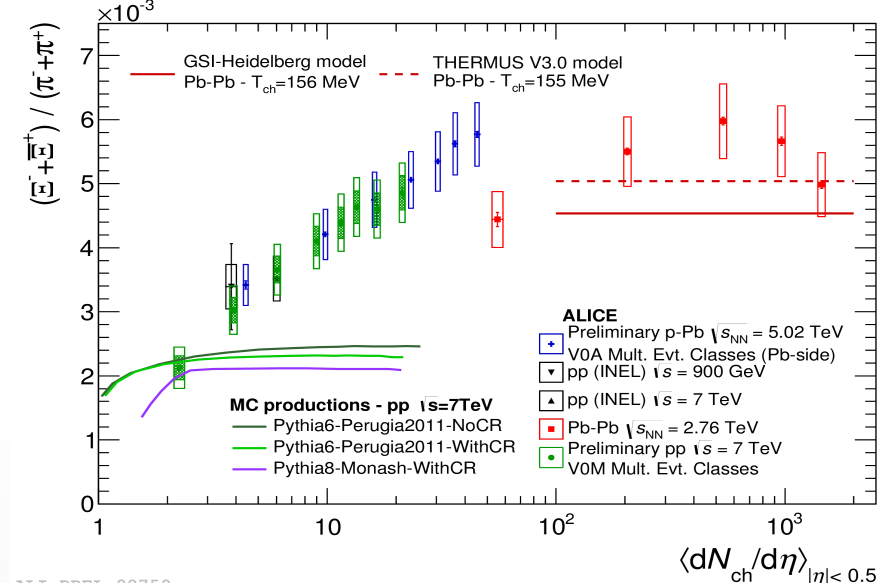 ×10⁻³
(Ξ⁻+Ξ̅⁺) / (π⁻+π⁺)
7
6
5
4
3
2
1
0
GSI-Heidelberg model
Pb-Pb - T_ch=156 MeV
THERMUS V3.0 model
Pb-Pb - T_ch=155 MeV
ALICE
Preliminary p-Pb √s_NN = 5.02 TeV
V0A Mult. Evt. Classes (Pb-side)
pp (INEL) √s = 900 GeV
pp (INEL) √s = 7 TeV
Pb-Pb √s_NN = 2.76 TeV
Preliminary pp √s = 7 TeV
V0M Mult. Evt. Classes
MC productions - pp √s=7TeV
Pythia6-Perugia2011-NoCR
Pythia6-Perugia2011-WithCR
Pythia8-Monash-WithCR
1
10
10²
10³
⟨dN_ch/dη⟩_|η|< 0.5